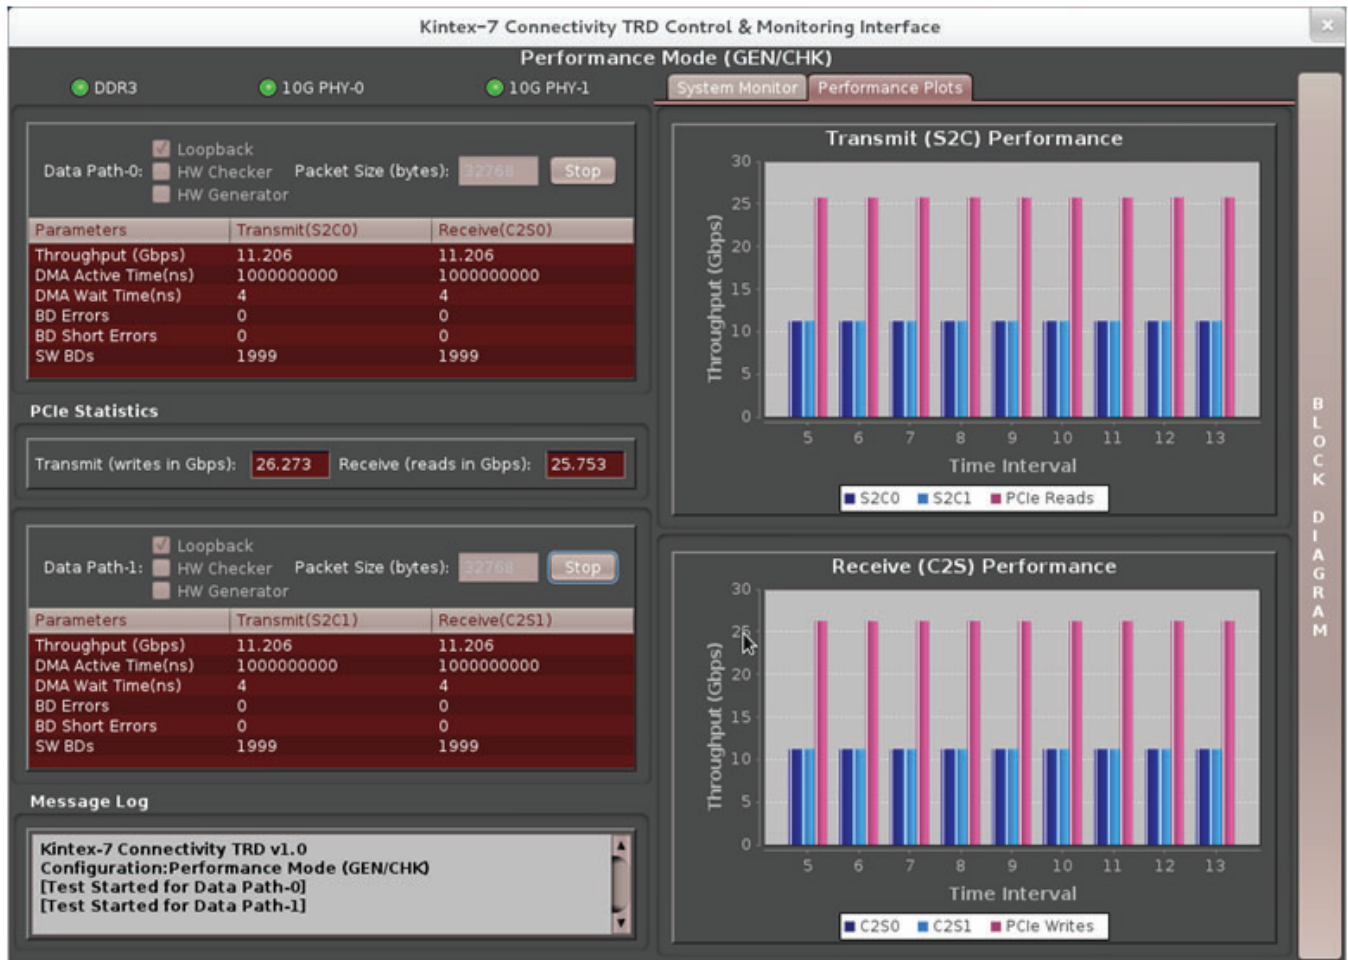 Kintex-7 Connectivity TRD Control & Monitoring Interface
×
Performance Mode (GEN/CHK)
DDR3 10G PHY-0 10G PHY-1
System Monitor Performance Plots
Data Path-0:
Loopback
HW Checker
HW Generator
Packet Size (bytes): 32768 Stop
Parameters Transmit(S2C0) Receive(C2S0)
Throughput (Gbps) 11.206 11.206
DMA Active Time(ns) 1000000000 1000000000
DMA Wait Time(ns) 4 4
BD Errors 0 0
BD Short Errors 0 0
SW BDs 1999 1999
PCIe Statistics
Transmit (writes in Gbps): 26.273 Receive (reads in Gbps): 25.753
Data Path-1:
Loopback
HW Checker
HW Generator
Packet Size (bytes): 32768 Stop
Parameters Transmit(S2C1) Receive(C2S1)
Throughput (Gbps) 11.206 11.206
DMA Active Time(ns) 1000000000 1000000000
DMA Wait Time(ns) 4 4
BD Errors 0 0
BD Short Errors 0 0
SW BDs 1999 1999
Message Log
Kintex-7 Connectivity TRD v1.0
Configuration:Performance Mode (GEN/CHK)
[Test Started for Data Path-0]
[Test Started for Data Path-1]
Transmit (S2C) Performance
Throughput (Gbps)
30
25
20
15
10
5
0
5 6 7 8 9 10 11 12 13
Time Interval
S2C0 S2C1 PCIe Reads
Receive (C2S) Performance
Throughput (Gbps)
30
25
20
15
10
5
0
5 6 7 8 9 10 11 12 13
Time Interval
C2S0 C2S1 PCIe Writes
BLOCK DIAGRAM